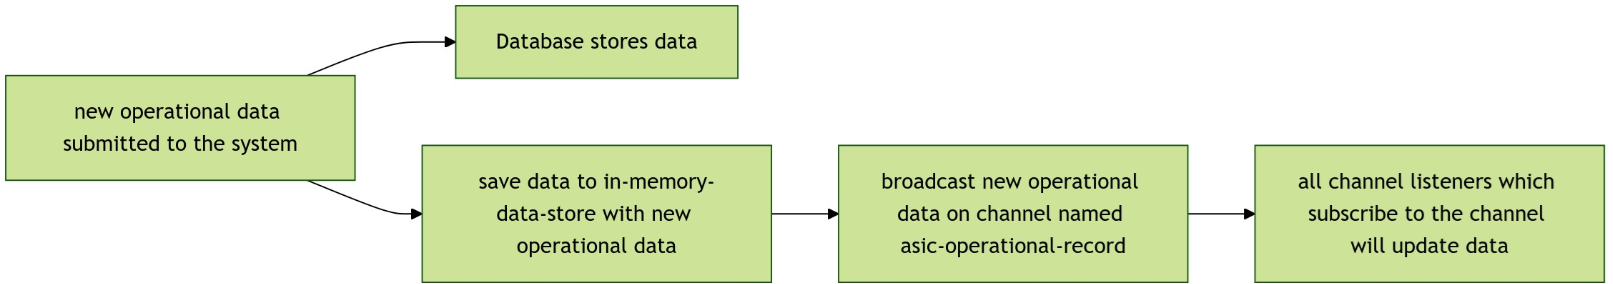 new operational data
submitted to the system
Database stores data
save data to in-memory-
data-store with new
operational data
broadcast new operational
data on channel named
asic-operational-record
all channel listeners which
subscribe to the channel
will update data